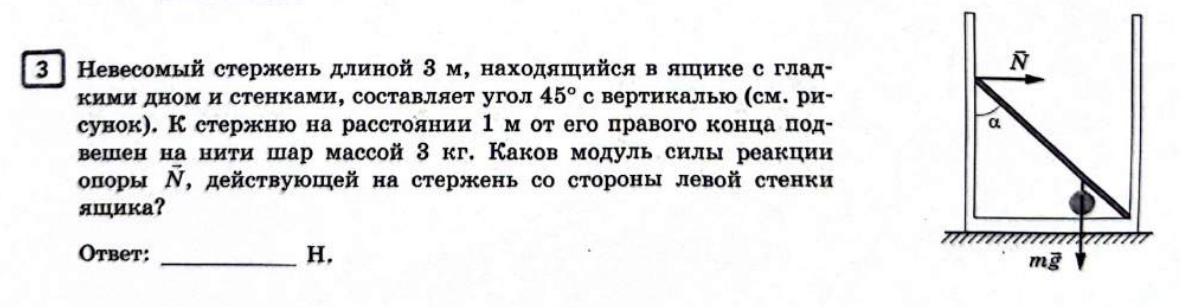 3 Невесомый стержень длиной 3 м, находящийся в ящике с глад-
кими дном и стенками, составляет угол 45° с вертикалью (см. ри-
сунок). К стержню на расстоянии 1 м от его правого конца под-
вешен на нити шар массой 3 кг. Каков модуль силы реакции
опоры N⃗, действующей на стержень со стороны левой стенки
ящика?
Ответ: __________ Н.
N⃗
α
mg⃗